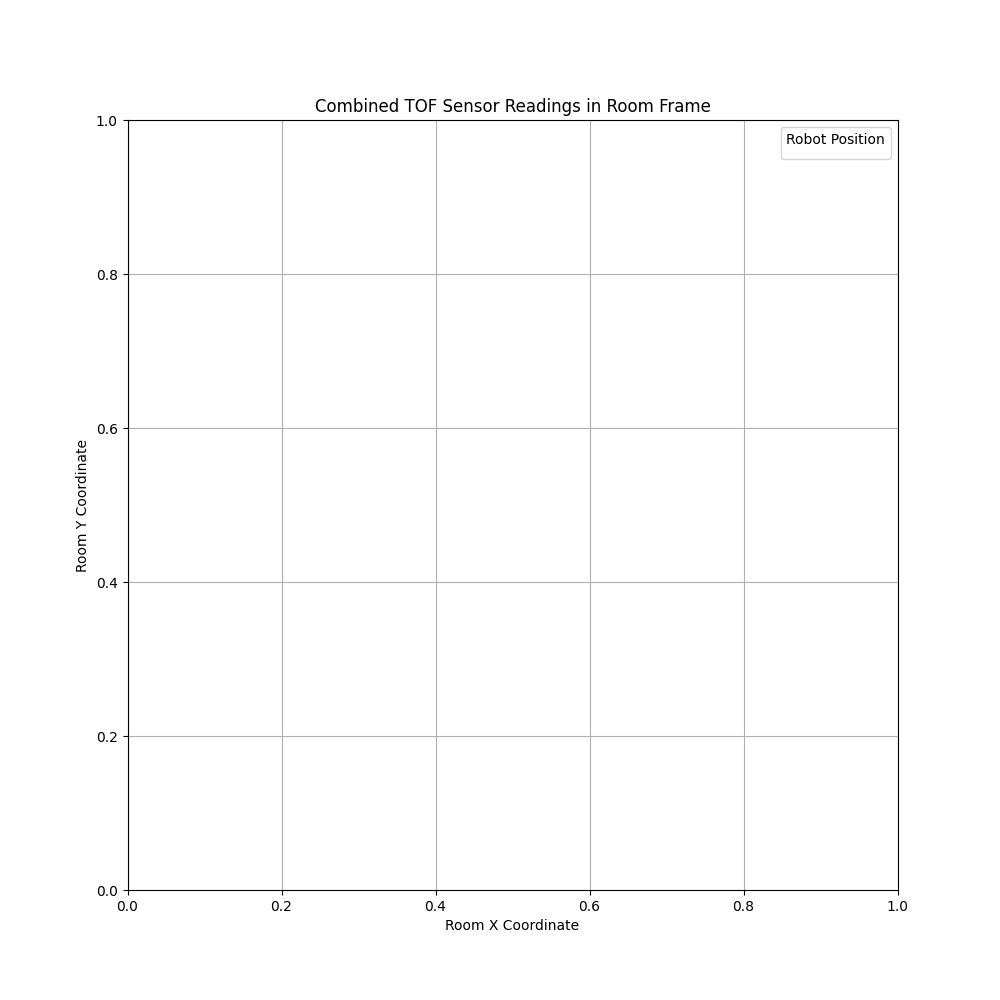 Combined TOF Sensor Readings in Room Frame
1.0
Robot Position
0.8
0.6
Room Y Coordinate
0.4
0.2
0.0
0.0 0.2 0.4 0.6 0.8 1.0
Room X Coordinate